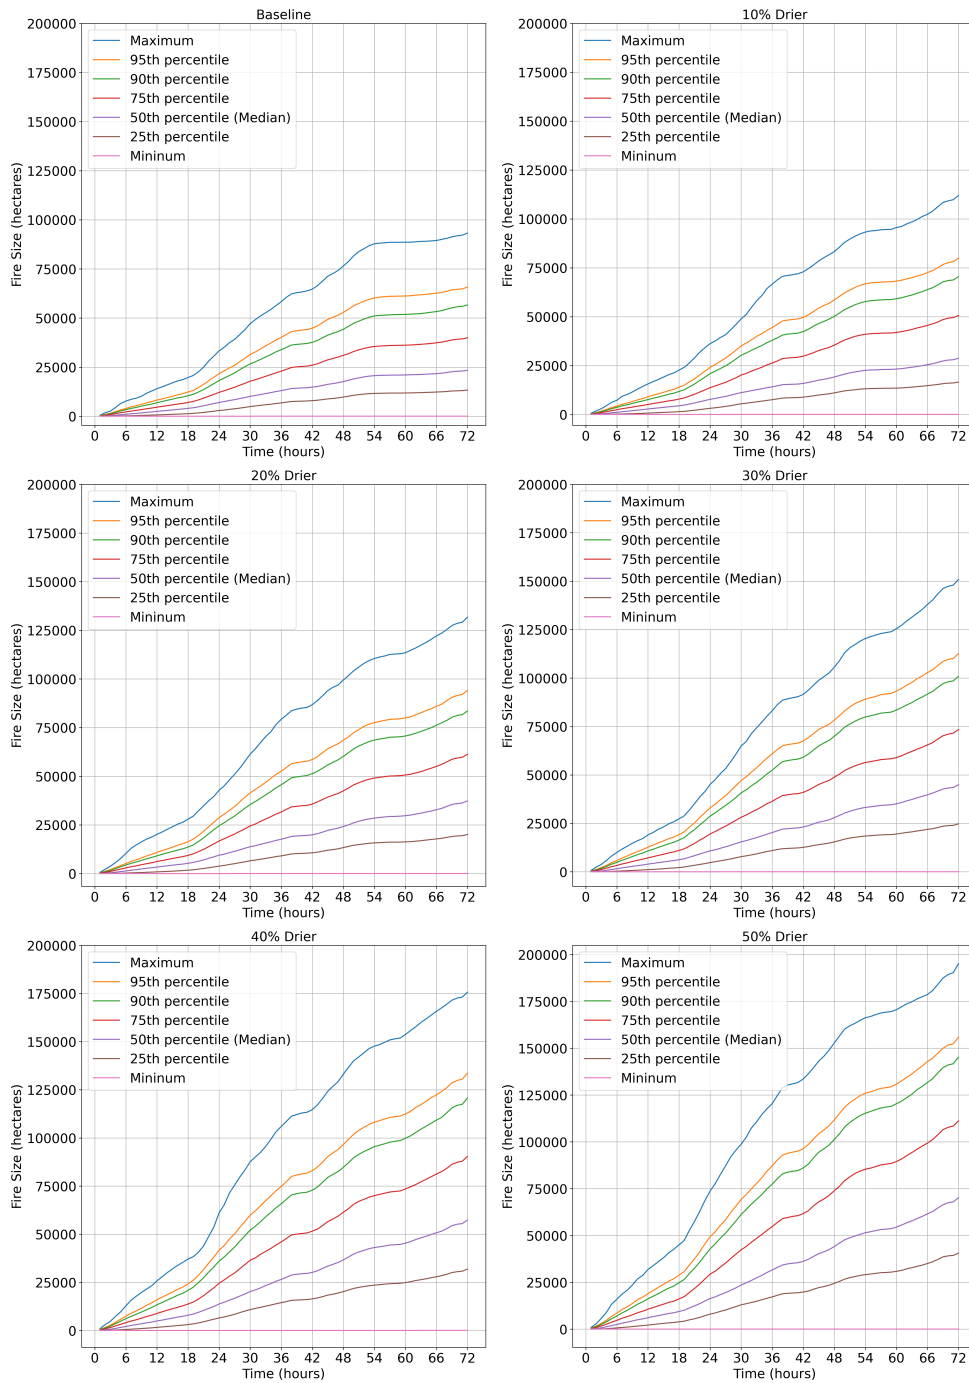 Baseline
200000
175000
150000
125000
100000
75000
50000
25000
0
Fire Size (hectares)
Maximum
95th percentile
90th percentile
75th percentile
50th percentile (Median)
25th percentile
Mininum
0 6 12 18 24 30 36 42 48 54 60 66 72
Time (hours)
10% Drier
200000
175000
150000
125000
100000
75000
50000
25000
0
Fire Size (hectares)
Maximum
95th percentile
90th percentile
75th percentile
50th percentile (Median)
25th percentile
Mininum
0 6 12 18 24 30 36 42 48 54 60 66 72
Time (hours)
20% Drier
200000
175000
150000
125000
100000
75000
50000
25000
0
Fire Size (hectares)
Maximum
95th percentile
90th percentile
75th percentile
50th percentile (Median)
25th percentile
Mininum
0 6 12 18 24 30 36 42 48 54 60 66 72
Time (hours)
30% Drier
200000
175000
150000
125000
100000
75000
50000
25000
0
Fire Size (hectares)
Maximum
95th percentile
90th percentile
75th percentile
50th percentile (Median)
25th percentile
Mininum
0 6 12 18 24 30 36 42 48 54 60 66 72
Time (hours)
40% Drier
200000
175000
150000
125000
100000
75000
50000
25000
0
Fire Size (hectares)
Maximum
95th percentile
90th percentile
75th percentile
50th percentile (Median)
25th percentile
Mininum
0 6 12 18 24 30 36 42 48 54 60 66 72
Time (hours)
50% Drier
200000
175000
150000
125000
100000
75000
50000
25000
0
Fire Size (hectares)
Maximum
95th percentile
90th percentile
75th percentile
50th percentile (Median)
25th percentile
Mininum
0 6 12 18 24 30 36 42 48 54 60 66 72
Time (hours)